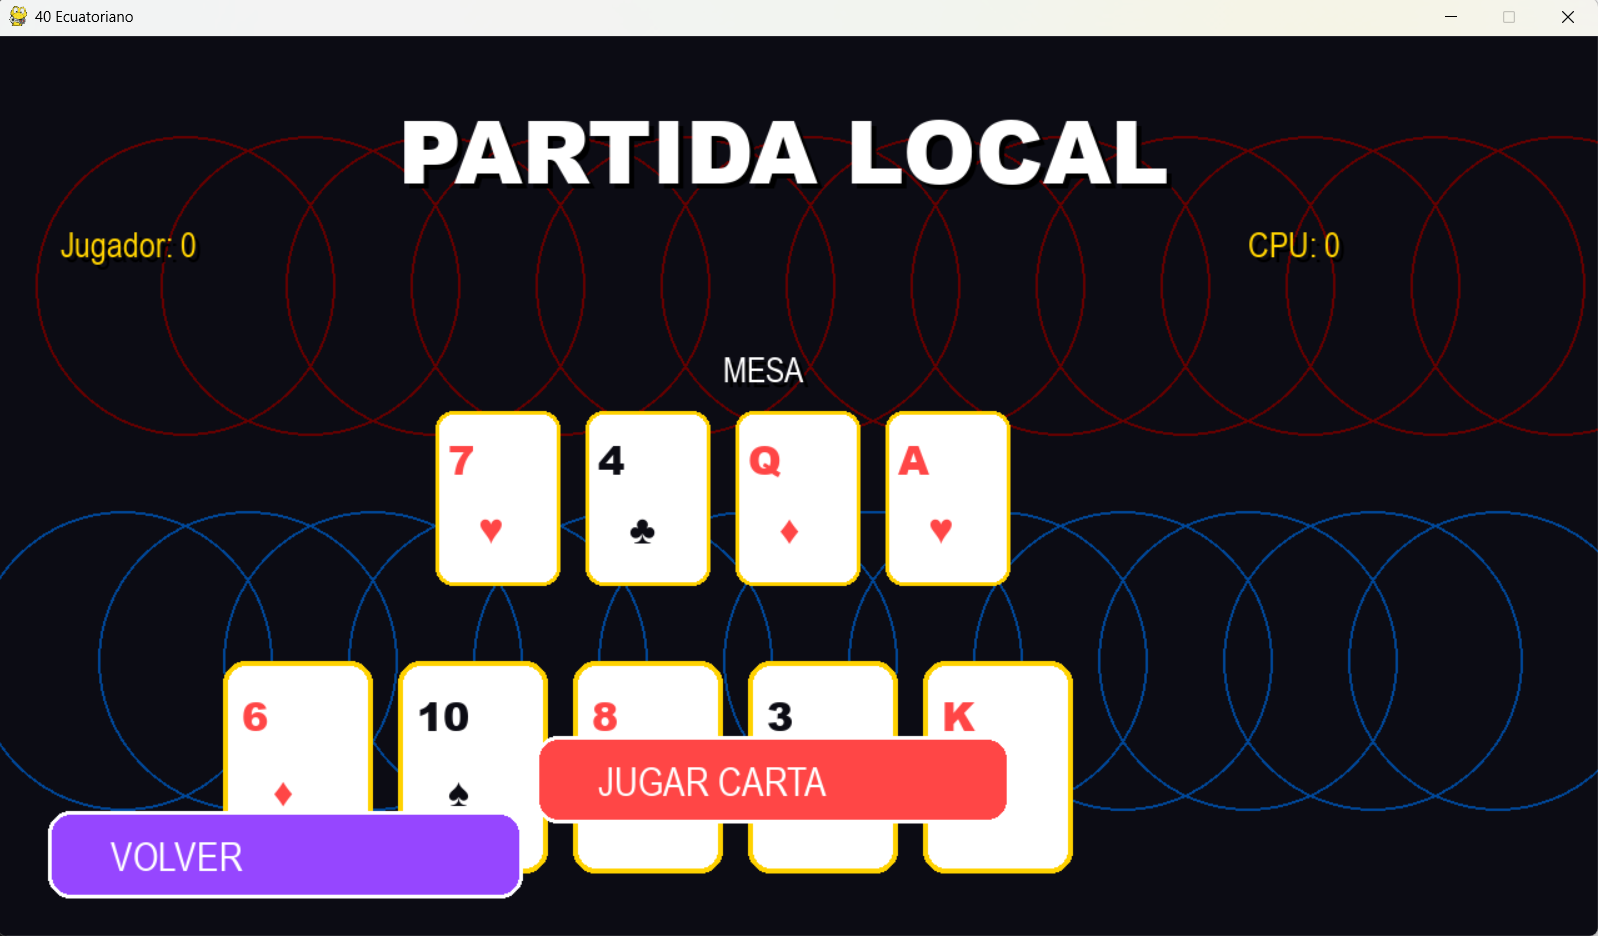 40 Ecuatoriano
PARTIDA LOCAL
Jugador: 0
CPU: 0
MESA
7 4 Q A
♥ ♣ ♦ ♥
6 10 8 3 K
JUGAR CARTA
♦ ♠
VOLVER